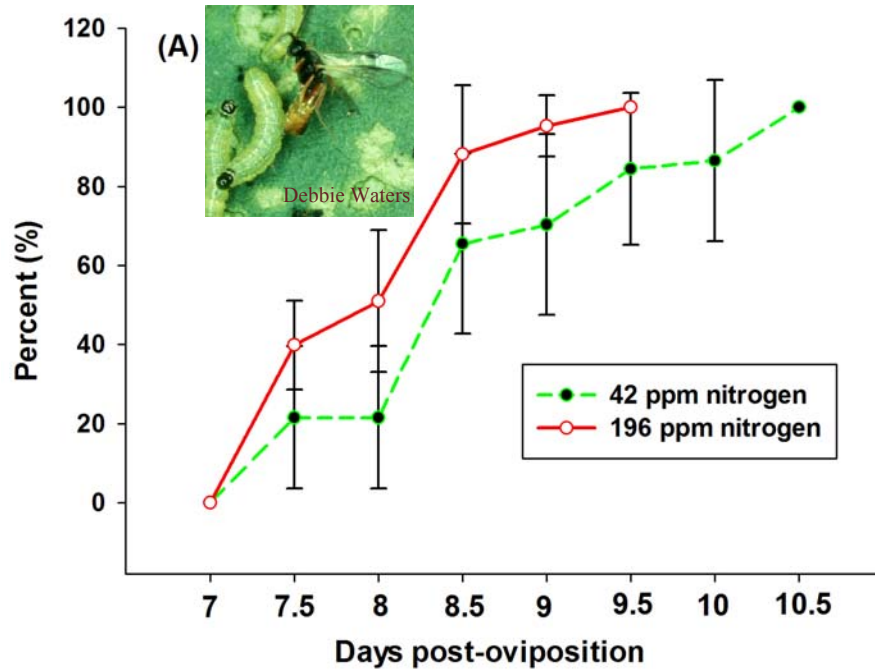 (A)
Debbie Waters
Percent (%)
120
100
80
60
40
20
0
42 ppm nitrogen
196 ppm nitrogen
7 7.5 8 8.5 9 9.5 10 10.5
Days post-oviposition